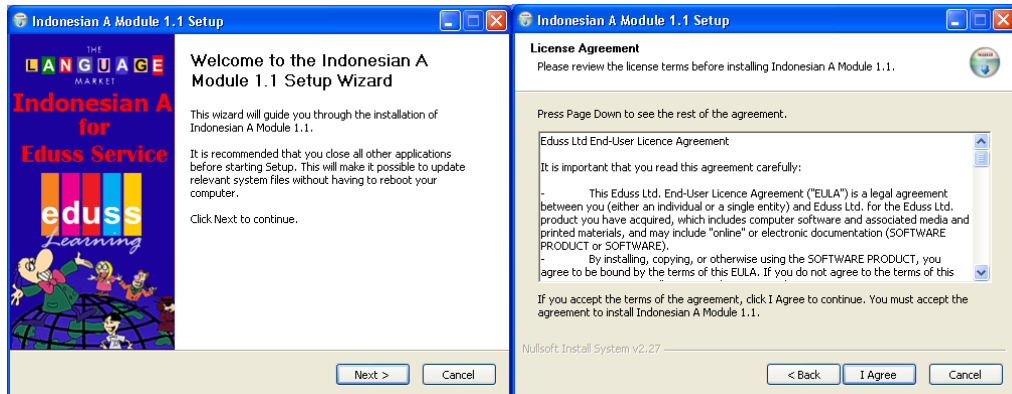 Indonesian A Module 1.1 Setup
THE
LANGUAGE
MARKET
Indonesian A
for
Eduss Service
eduss
Learning
Welcome to the Indonesian A
Module 1.1 Setup Wizard
This wizard will guide you through the installation of
Indonesian A Module 1.1.
It is recommended that you close all other applications
before starting Setup. This will make it possible to update
relevant system files without having to reboot your
computer.
Click Next to continue.
Next >
Cancel
Indonesian A Module 1.1 Setup
License Agreement
Please review the license terms before installing Indonesian A Module 1.1.
Press Page Down to see the rest of the agreement.
Eduss Ltd End-User Licence Agreement
It is important that you read this agreement carefully:
- This Eduss Ltd. End-User Licence Agreement ("EULA") is a legal agreement
between you (either an individual or a single entity) and Eduss Ltd. for the Eduss Ltd.
product you have acquired, which includes computer software and associated media and
printed materials, and may include "online" or electronic documentation (SOFTWARE
PRODUCT or SOFTWARE).
- By installing, copying, or otherwise using the SOFTWARE PRODUCT, you
agree to be bound by the terms of this EULA. If you do not agree to the terms of this
If you accept the terms of the agreement, click I Agree to continue. You must accept the
agreement to install Indonesian A Module 1.1.
Nullsoft Install System v2.27
< Back
I Agree
Cancel